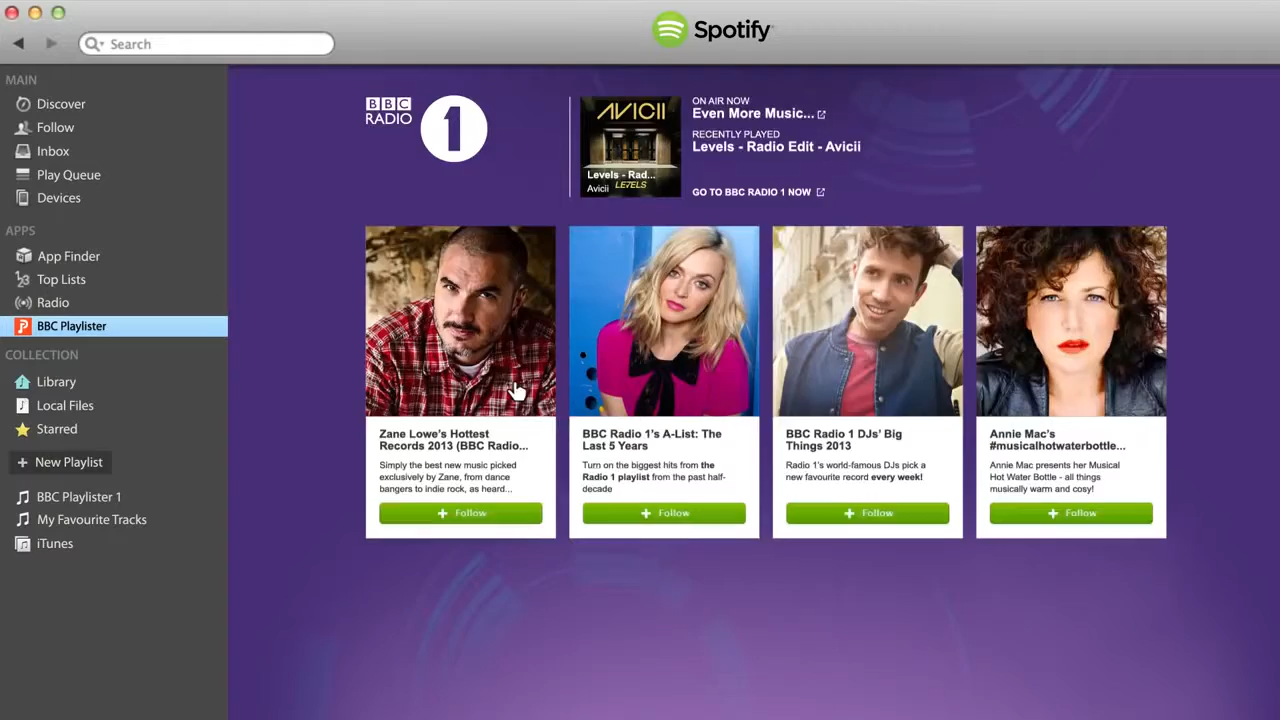 Spotify
Search
MAIN
Discover
Follow
Inbox
Play Queue
Devices
APPS
App Finder
Top Lists
Radio
BBC Playlister
COLLECTION
Library
Local Files
Starred
+ New Playlist
BBC Playlister 1
My Favourite Tracks
iTunes
BBC
RADIO
1
AVICII
Levels - Rad...
Avicii
LEVELS
ON AIR NOW
Even More Music...
RECENTLY PLAYED
Levels - Radio Edit - Avicii
GO TO BBC RADIO 1 NOW
Zane Lowe's Hottest
Records 2013 (BBC Radio...
Simply the best new music picked
exclusively by Zane, from dance
bangers to indie rock, as heard...
+ Follow
BBC Radio 1's A-List: The
Last 5 Years
Turn on the biggest hits from the
Radio 1 playlist from the past half-
decade
+ Follow
BBC Radio 1 DJs' Big
Things 2013
Radio 1's world-famous DJs pick a
new favourite record every week!
+ Follow
Annie Mac's
#musicalhotwaterbottle...
Annie Mac presents her Musical
Hot Water Bottle - all things
musically warm and cosy!
+ Follow